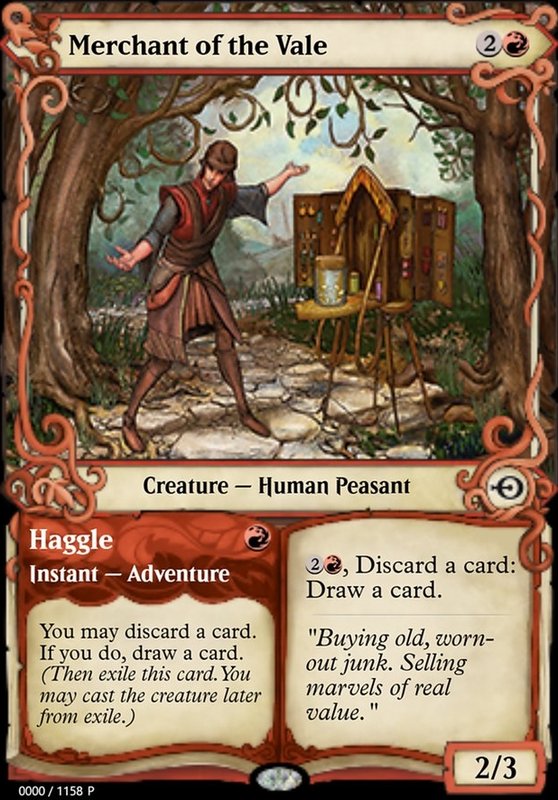 Merchant of the Vale 2
Creature — Human Peasant
Haggle
Instant — Adventure
You may discard a card.
If you do, draw a card.
(Then exile this card. You
may cast the creature later
from exile.)
2, Discard a card:
Draw a card.
"Buying old, worn-
out junk. Selling
marvels of real
value."
2/3
0000 / 1158 P